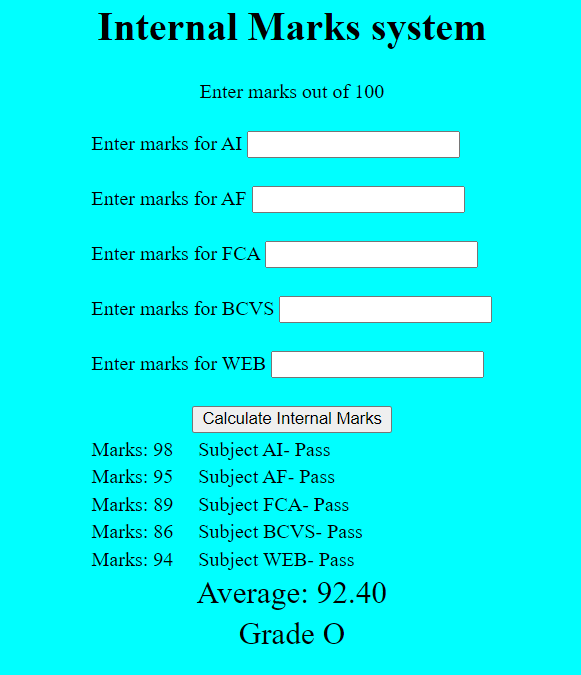 Internal Marks system
Enter marks out of 100
Enter marks for AI
Enter marks for AF
Enter marks for FCA
Enter marks for BCVS
Enter marks for WEB
Calculate Internal Marks
Marks: 98 Subject AI- Pass
Marks: 95 Subject AF- Pass
Marks: 89 Subject FCA- Pass
Marks: 86 Subject BCVS- Pass
Marks: 94 Subject WEB- Pass
Average: 92.40
Grade O